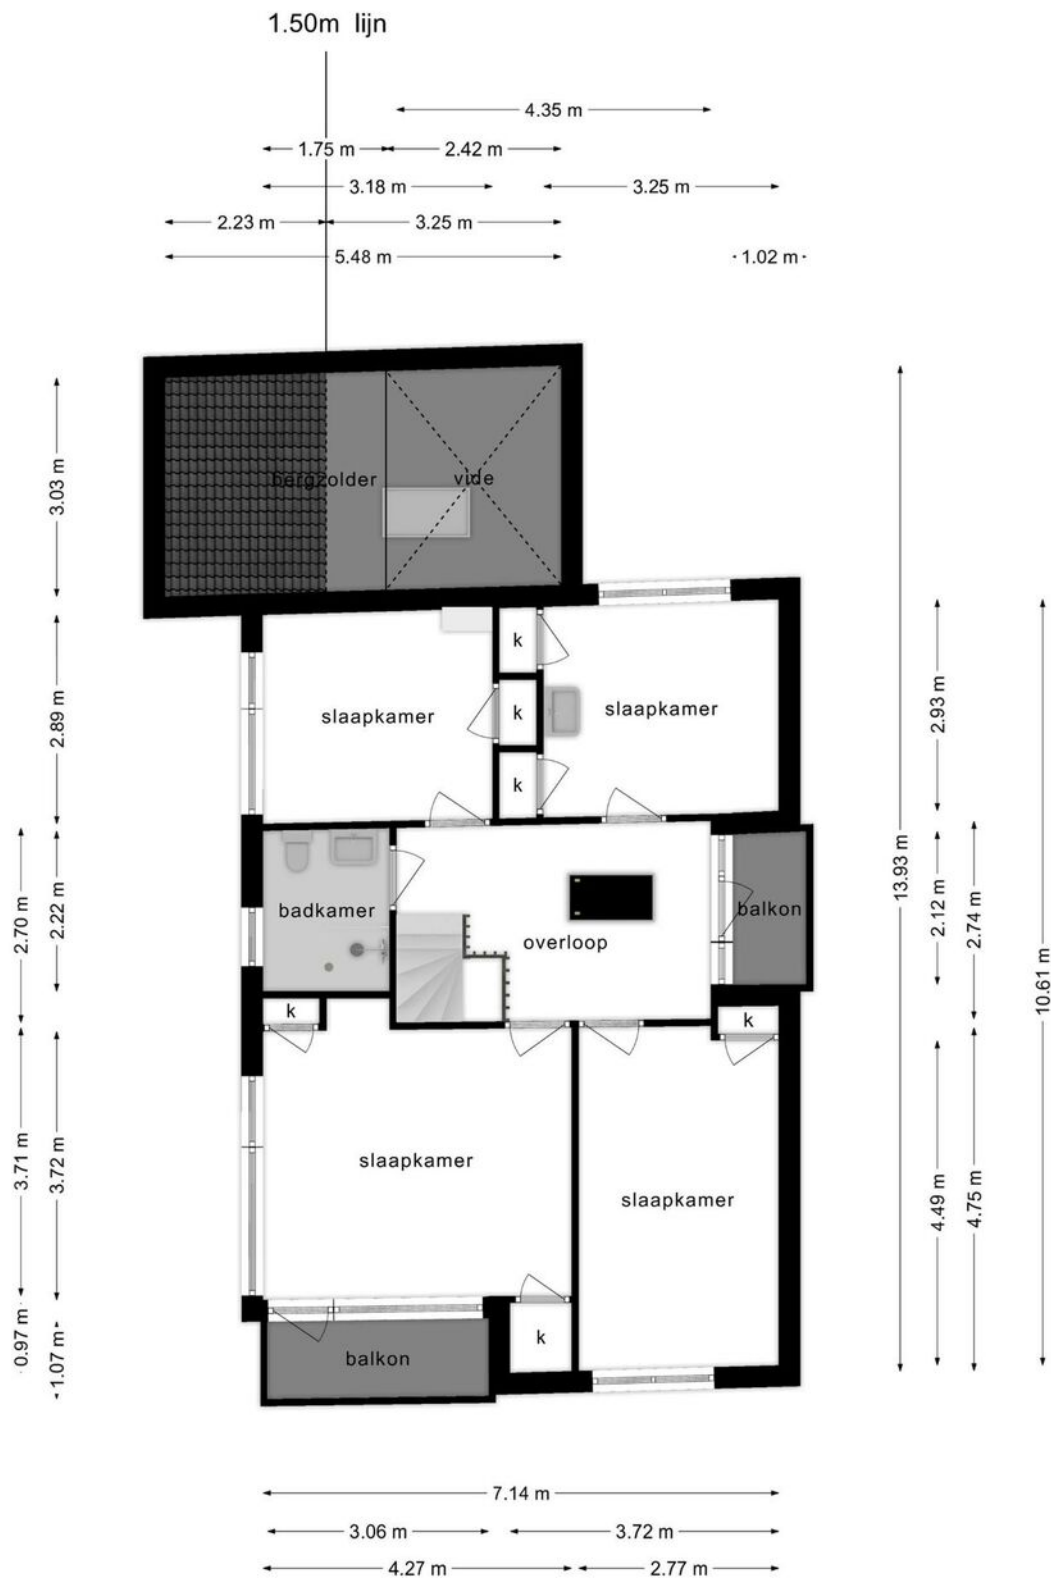 1.50m lijn
4.35 m
1.75 m
2.42 m
3.18 m
3.25 m
2.23 m
3.25 m
5.48 m
1.02 m
3.03 m
bergzolder
vide
2.89 m
slaapkamer
k
k
k
slaapkamer
2.93 m
13.93 m
10.61 m
2.70 m
2.22 m
badkamer
overloop
balkon
2.12 m
2.74 m
k
k
3.71 m
3.72 m
slaapkamer
slaapkamer
4.49 m
4.75 m
0.97 m
1.07 m
balkon
k
7.14 m
3.06 m
3.72 m
4.27 m
2.77 m